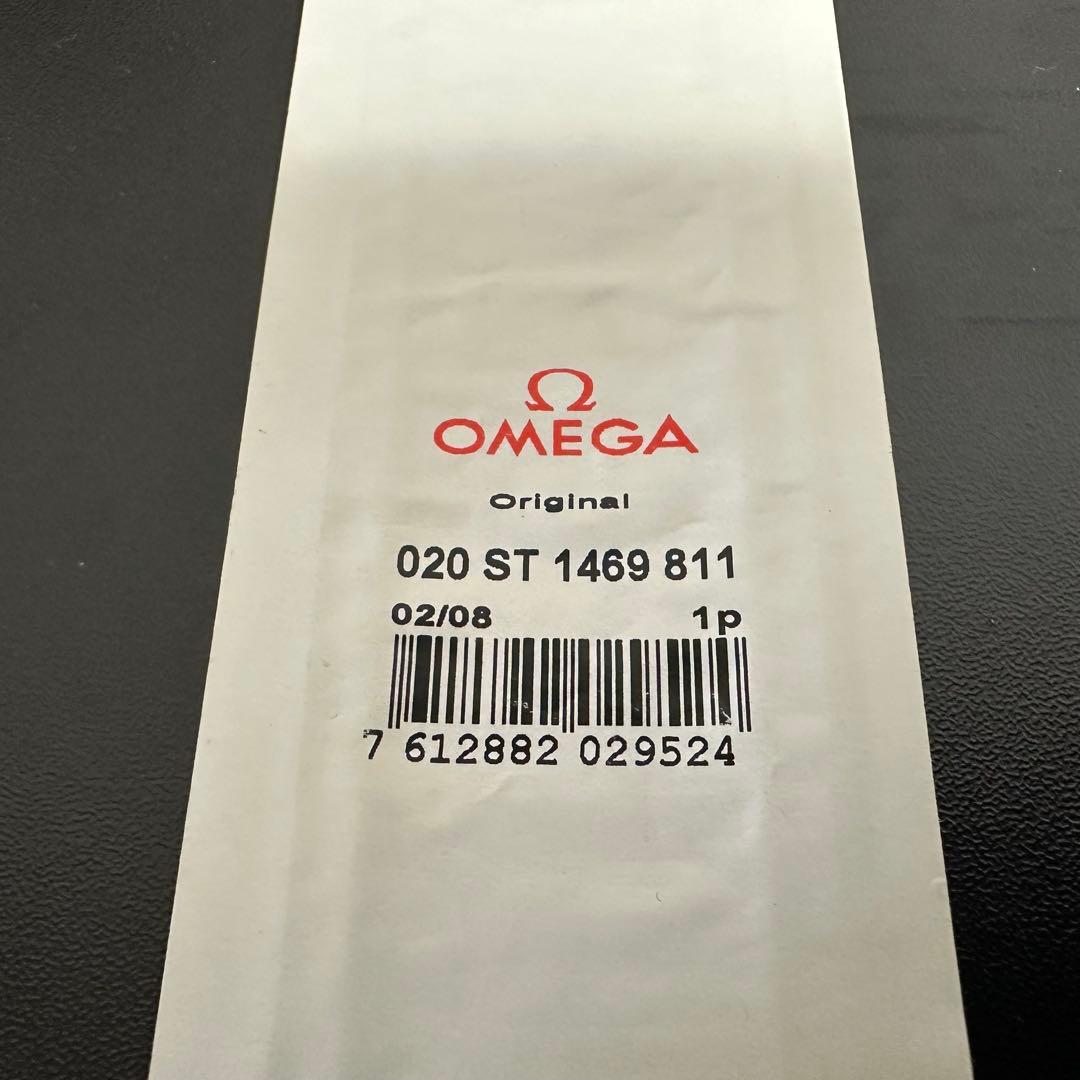 Ω
OMEGA
Original
020 ST 1469 811
02/08 1p
7 612882 029524